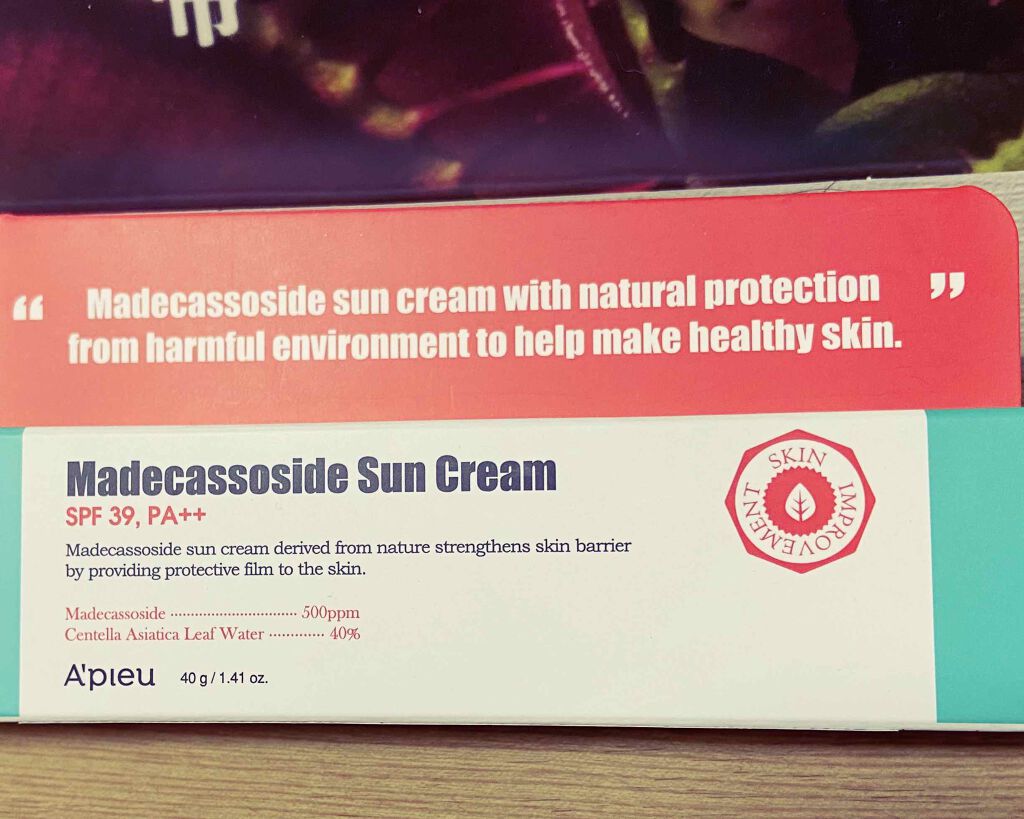 “ Madecassoside sun cream with natural protection ”
from harmful environment to help make healthy skin.
Madecassoside Sun Cream
SPF 39, PA++
Madecassoside sun cream derived from nature strengthens skin barrier
by providing protective film to the skin.
Madecassoside ································ 500ppm
Centella Asiatica Leaf Water ·············· 40%
A'pieu 40 g / 1.41 oz.
SKIN IMPROVEMENT